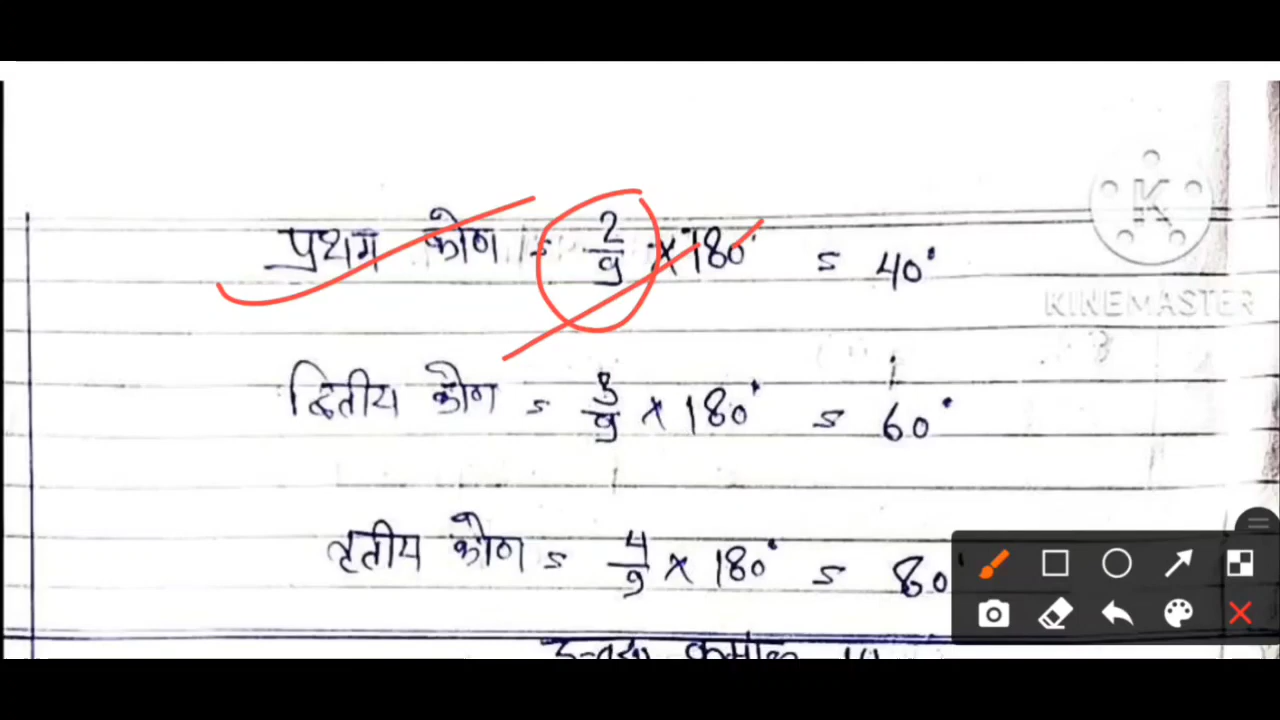 प्रथम कोण = 2/9 × 180° = 40°
KINEMASTER
द्वितीय कोण = 3/9 × 180° = 60°
तृतीय कोण = 4/9 × 180° = 80°